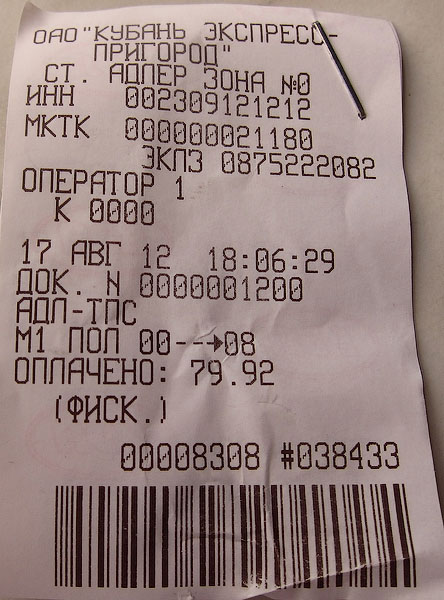 ОАО "КУБАНЬ ЭКСПРЕСС-
ПРИГОРОД"
СТ. АДЛЕР ЗОНА №0
ИНН 002309121212
МКТК 000000021180
ЭКПЗ 0875222082
ОПЕРАТОР 1
К 0000
17 АВГ 12 18:06:29
ДОК. N 0000001200
АДЛ-ТПС
М1 ПОЛ 00--→08
ОПЛАЧЕНО: 79.92
(ФИСК.)
00008308 #038433